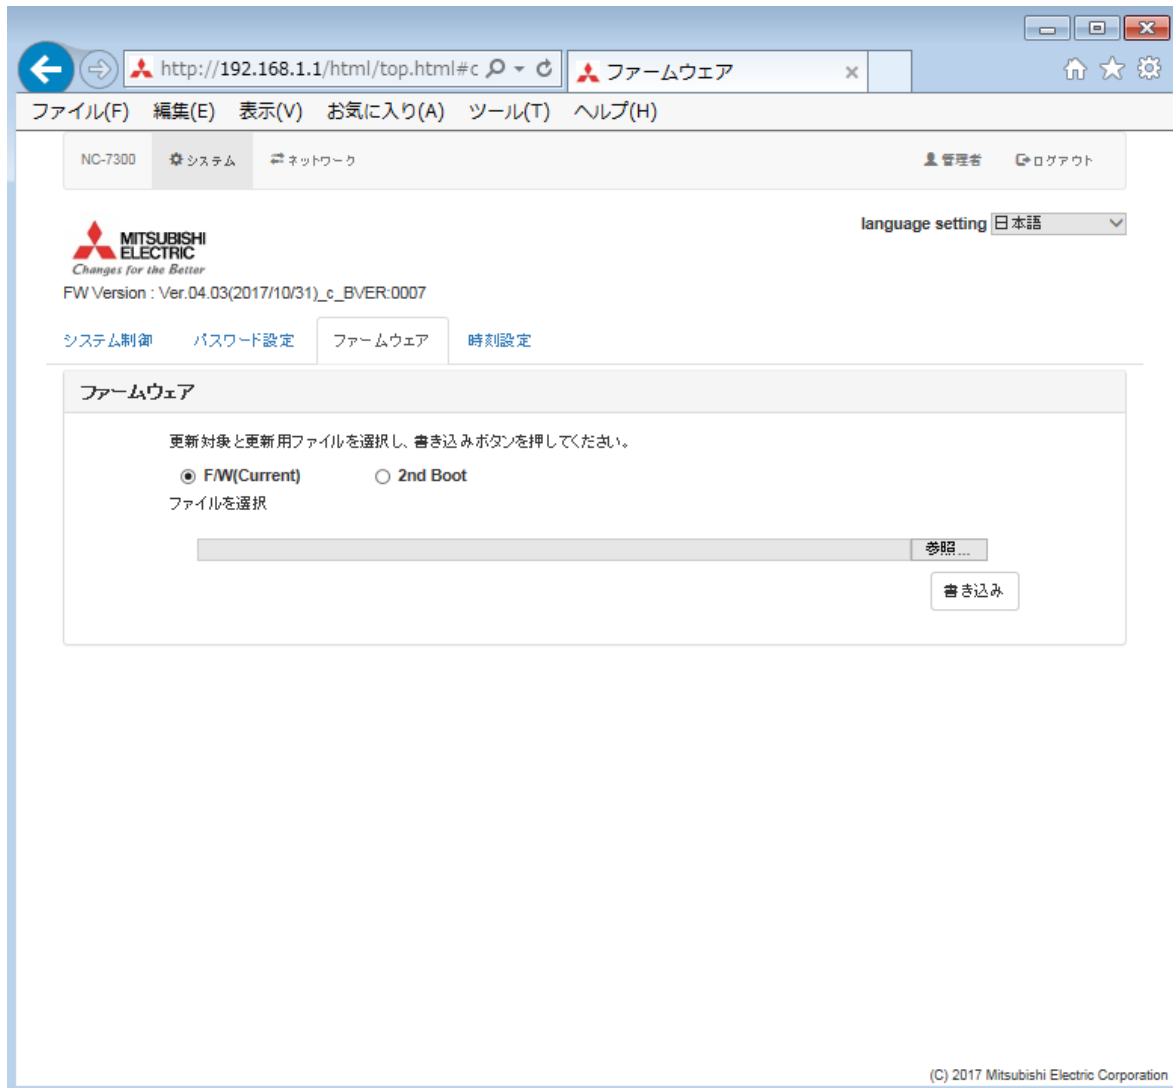 http://192.168.1.1/html/top.html#c
ファームウェア
ファイル(F) 編集(E) 表示(V) お気に入り(A) ツール(T) ヘルプ(H)
NC-7300 システム ネットワーク 管理者 ログアウト
language setting 日本語
MITSUBISHI
ELECTRIC
Changes for the Better
FW Version : Ver.04.03(2017/10/31)_c_BVER:0007
システム制御 パスワード設定 ファームウェア 時刻設定
ファームウェア
更新対象と更新用ファイルを選択し、書き込みボタンを押してください。
F/W(Current) 2nd Boot
ファイルを選択
参照...
書き込み
(C) 2017 Mitsubishi Electric Corporation